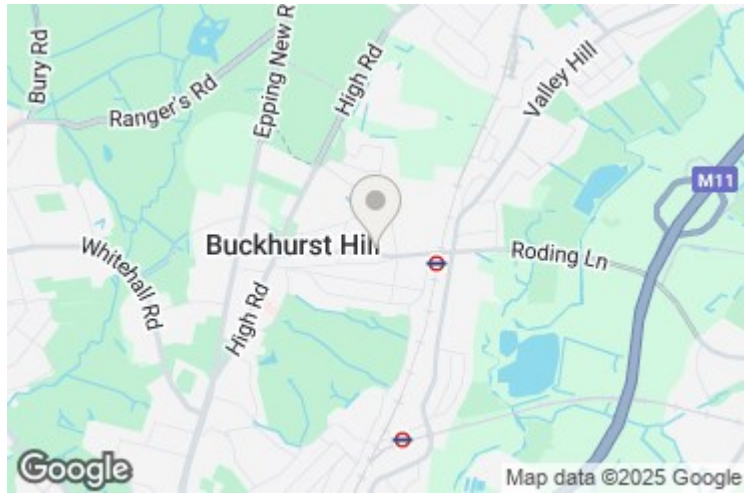 Bury Rd
Ranger's Rd
Epping New R
High Rd
Valley Hill
M11
Whitehall Rd
Buckhurst Hill
Roding Ln
High Rd
Google
Map data ©2025 Google